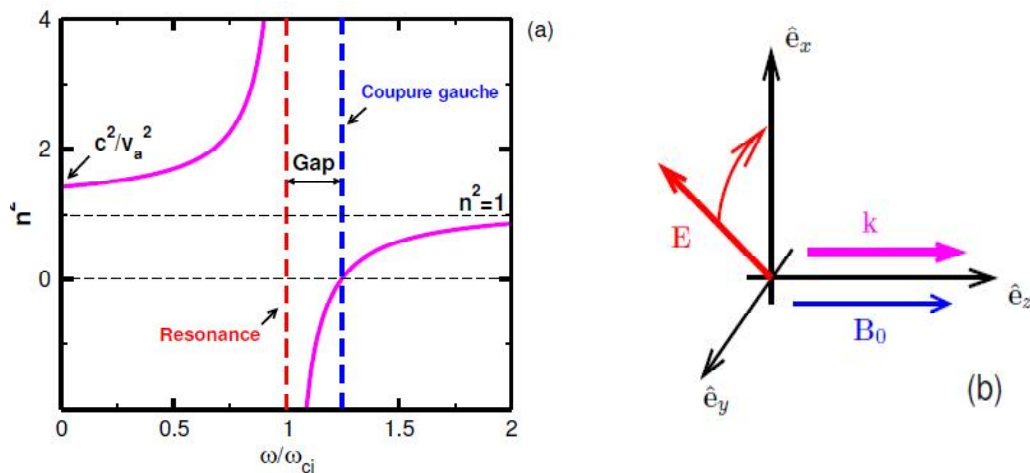 (a)
4
2
1
0
n²
c²/vₐ²
Gap
Coupure gauche
n²=1
Resonance
0
0.5
1
1.5
2
ω/ω_ci
ê_x
E
k
ê_z
B₀
ê_y
(b)